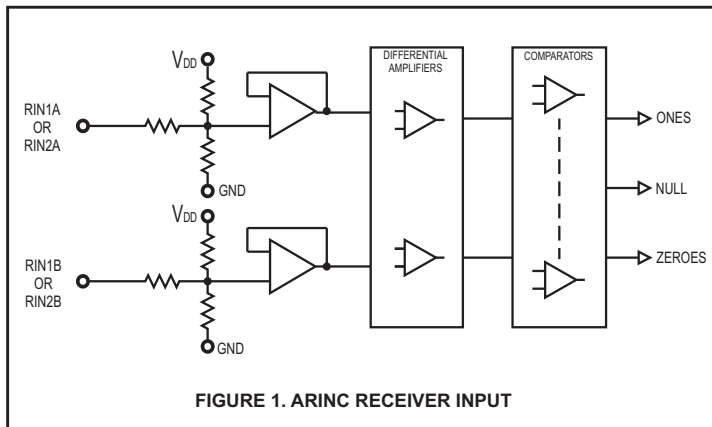 DIFFERENTIAL
AMPLIFIERS
COMPARATORS
VDD
RIN1A
OR
RIN2A
GND
ONES
NULL
VDD
RIN1B
OR
RIN2B
GND
ZEROES
FIGURE 1. ARINC RECEIVER INPUT